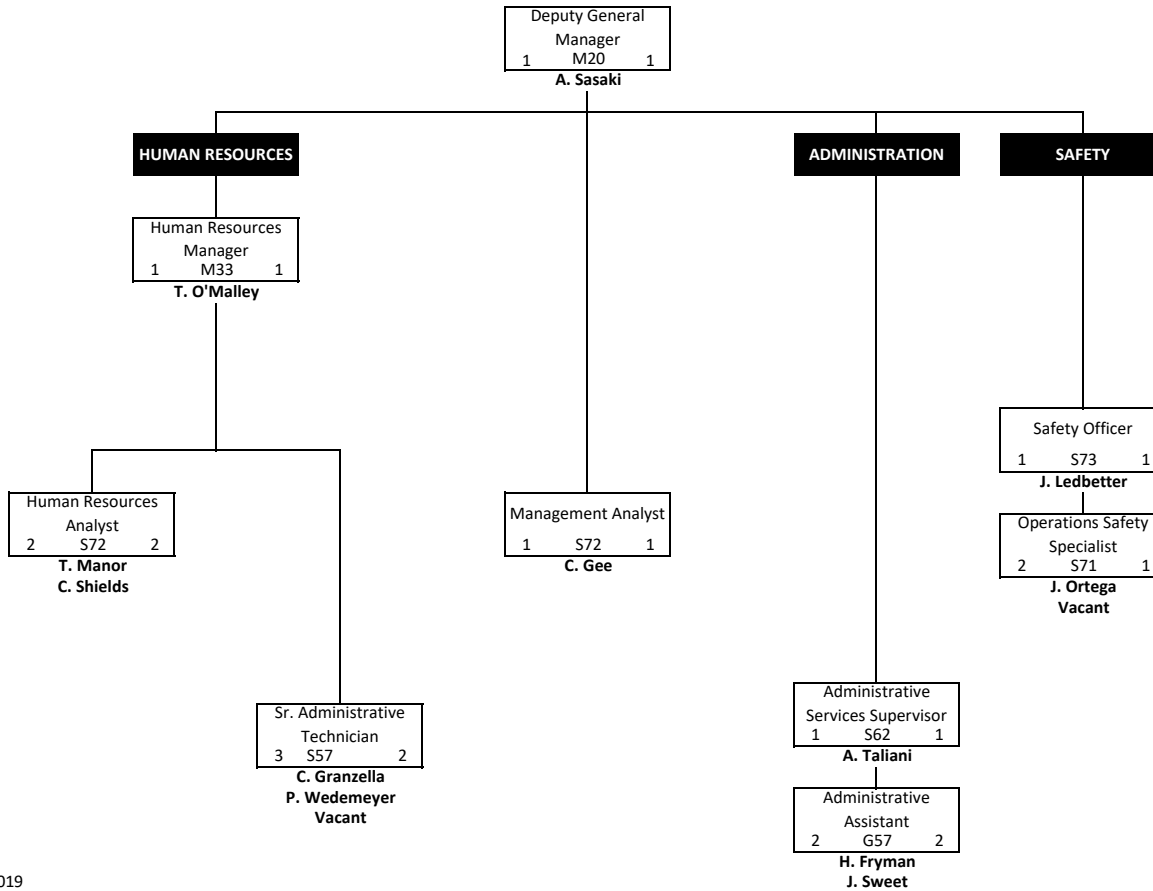 Deputy General
Manager
1 M20 1
A. Sasaki
HUMAN RESOURCES
ADMINISTRATION
SAFETY
Human Resources
Manager
1 M33 1
T. O'Malley
Human Resources
Analyst
2 S72 2
T. Manor
C. Shields
Sr. Administrative
Technician
3 S57 2
C. Granzella
P. Wedemeyer
Vacant
Management Analyst
1 S72 1
C. Gee
Administrative
Services Supervisor
1 S62 1
A. Taliani
Administrative
Assistant
2 G57 2
H. Fryman
J. Sweet
Safety Officer
1 S73 1
J. Ledbetter
Operations Safety
Specialist
2 S71 1
J. Ortega
Vacant